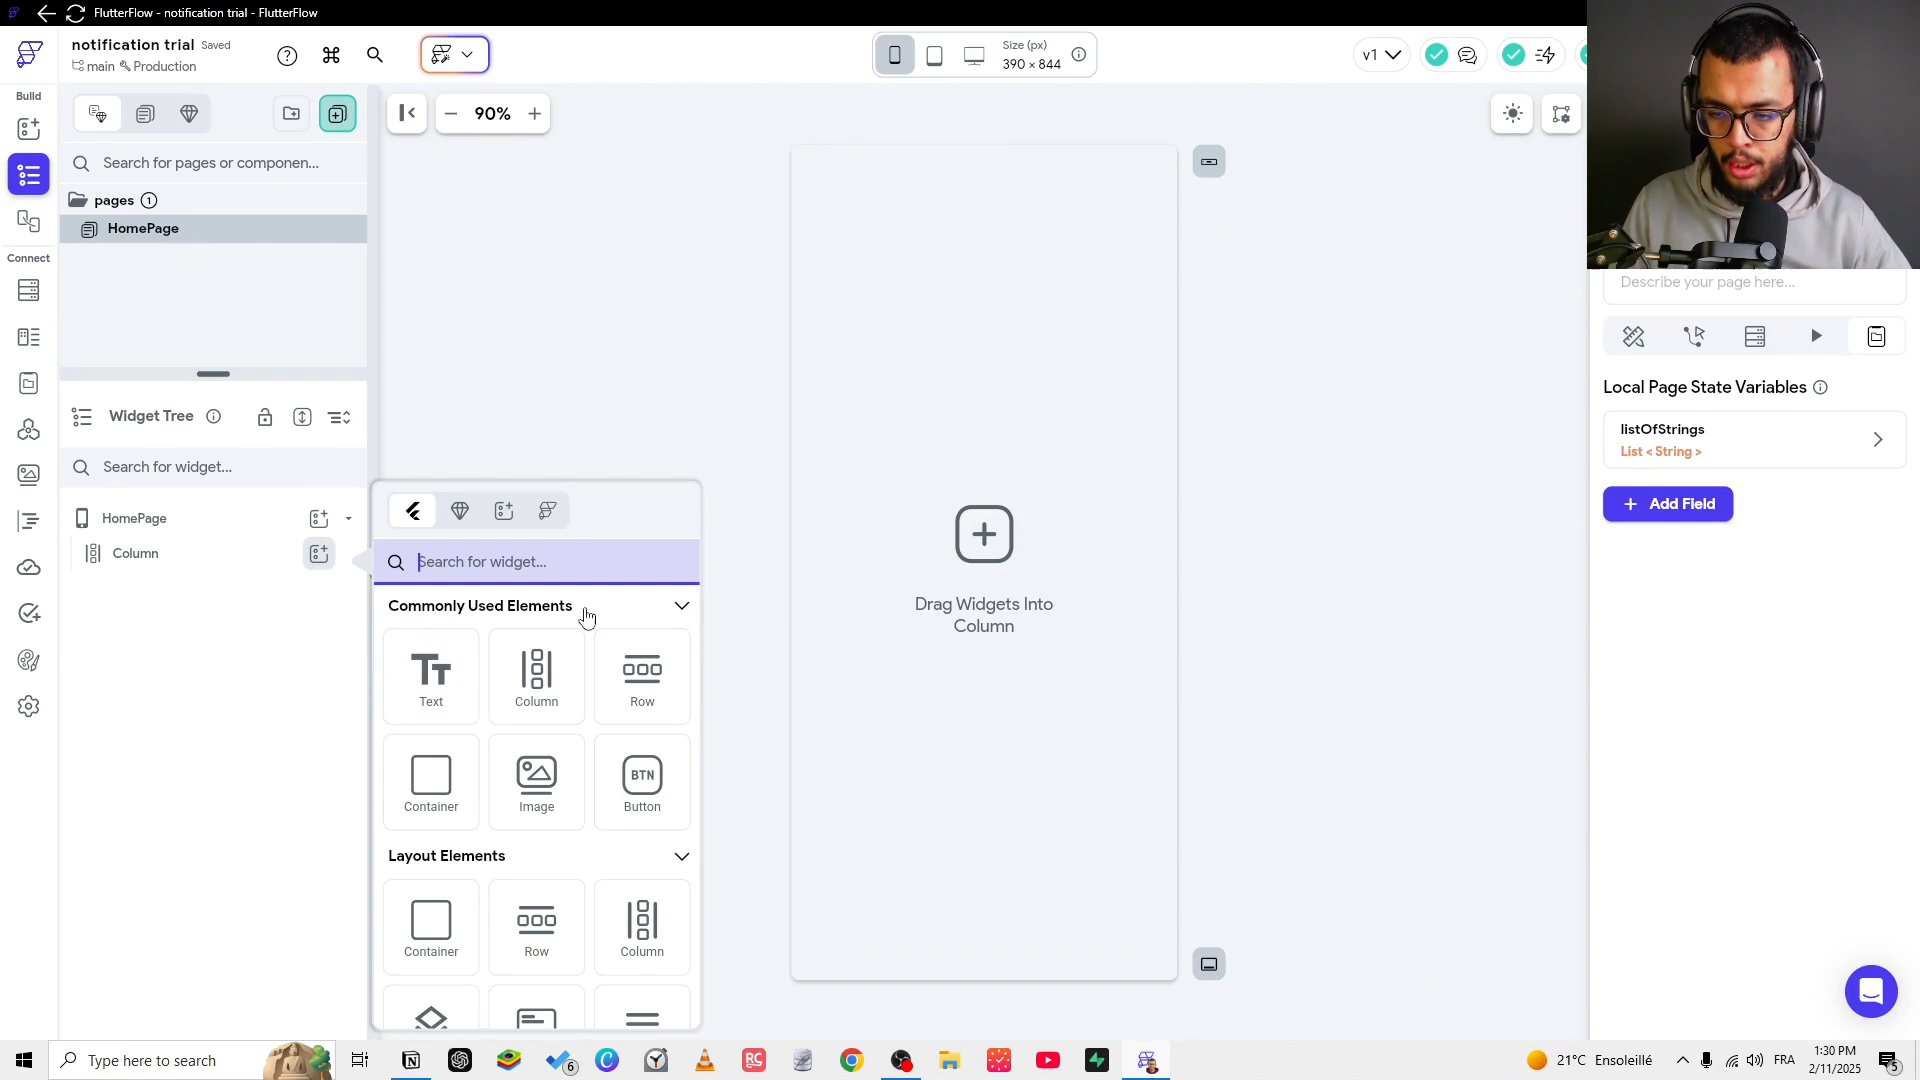 FlutterFlow - notification trial - FlutterFlow
notification trial Saved
main Production
Size (px)
390 × 844
v1
Build
90%
Search for pages or componen...
pages 1
HomePage
Connect
Describe your page here...
Local Page State Variables
listOfStrings
List < String >
Add Field
Widget Tree
Search for widget...
HomePage
Column
Search for widget...
Commonly Used Elements
Text
Column
Row
Container
Image
BTN
Button
Layout Elements
Container
Row
Column
Drag Widgets Into
Column
Type here to search
6
RC
21°C Ensoleillé
FRA
1:30 PM
2/11/2025
5